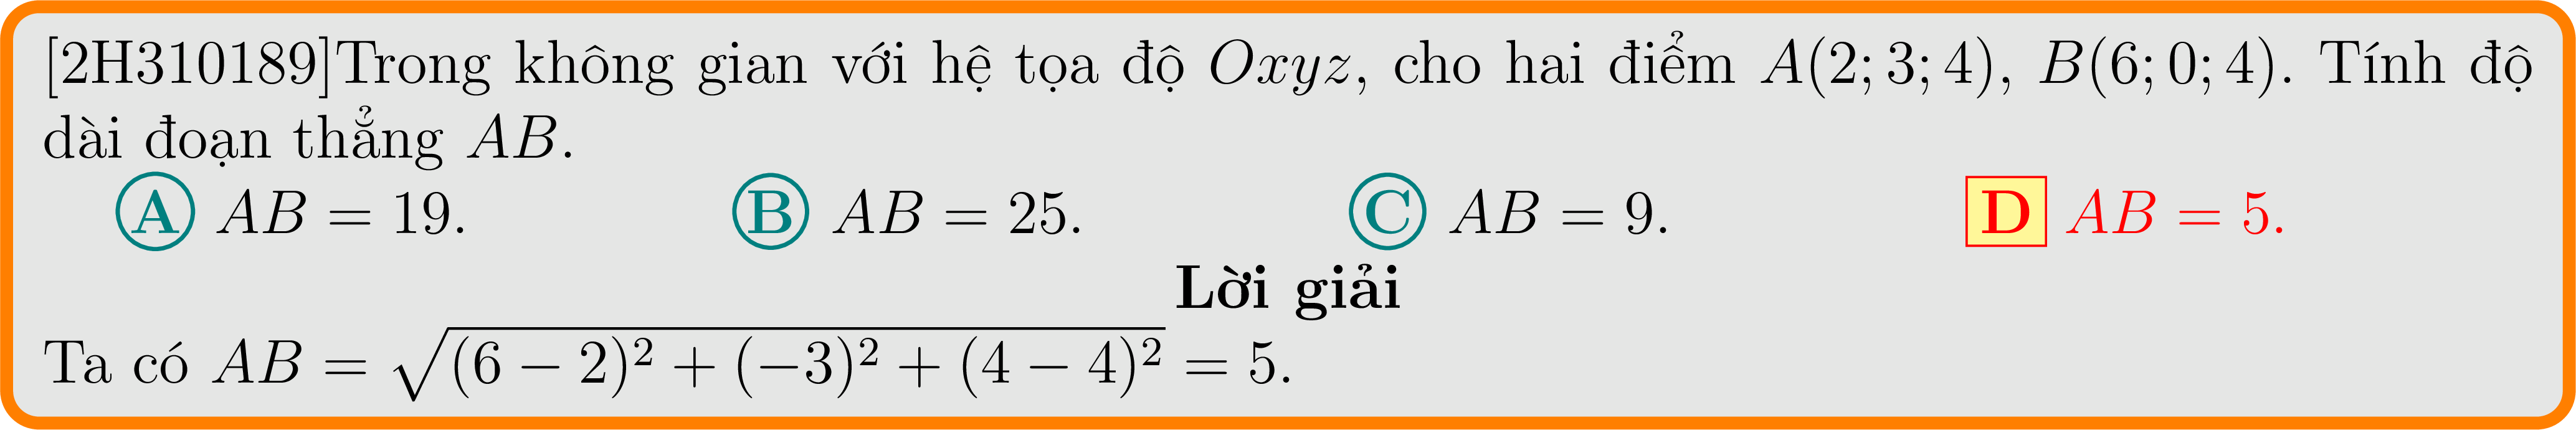 [2H310189]Trong không gian với hệ tọa độ Oxyz, cho hai điểm A(2; 3; 4), B(6; 0; 4). Tính độ
dài đoạn thẳng AB.
A AB = 19. B AB = 25. C AB = 9. D AB = 5.
Lời giải
Ta có AB = √((6 − 2)² + (−3)² + (4 − 4)²) = 5.